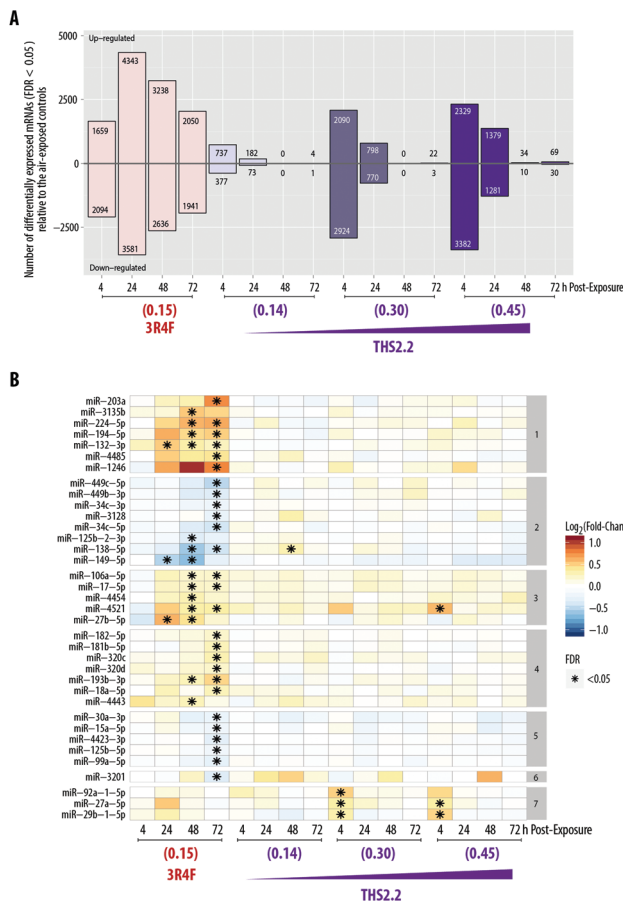 A
Number of differentially expressed mRNAs (FDR < 0.05 )
relative to the air-exposed controls
5000
2500
0
−2500
Up−regulated
Down−regulated
1659 4343 3238 2050 737 182 0 4 2090 798 0 22 2329 1379 34 69
2094 3581 2636 1941 377 73 0 1 2924 770 0 3 3382 1281 10 30
4 24 48 72 4 24 48 72 4 24 48 72 4 24 48 72 h Post-Exposure
(0.15) (0.14) (0.30) (0.45)
3R4F
THS2.2
B
miR−203a
miR−3135b
miR−224−5p
miR−194−5p
miR−132−3p
miR−4485
miR−1246
1
miR−449c−5p
miR−449b−3p
miR−34c−3p
miR−3128
miR−34c−5p
miR−125b−2−3p
miR−138−5p
miR−149−5p
2
miR−106a−5p
miR−17−5p
miR−4454
miR−4521
miR−27b−5p
3
miR−182−5p
miR−181b−5p
miR−320c
miR−320d
miR−193b−3p
miR−18a−5p
miR−4443
4
miR−30a−3p
miR−15a−5p
miR−4423−3p
miR−125b−5p
miR−99a−5p
5
miR−3201
6
miR−92a−1−5p
miR−27a−5p
miR−29b−1−5p
7
4 24 48 72 4 24 48 72 4 24 48 72 4 24 48 72 h Post-Exposure
(0.15) (0.14) (0.30) (0.45)
3R4F
THS2.2
Log2(Fold-Chan
1.0
0.5
0.0
−0.5
−1.0
FDR
<0.05